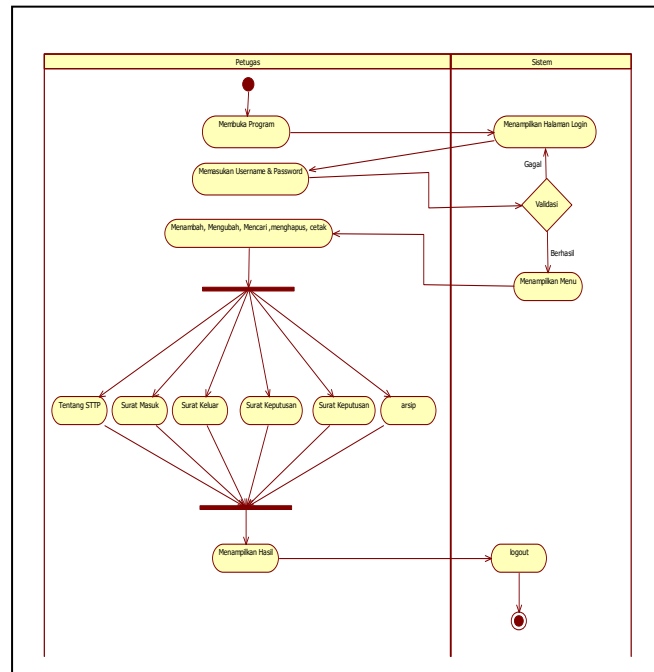 Petugas
Sistem
Membuka Program
Menampilkan Halaman Login
Memasukan Username & Password
Gagal
Validasi
Menambah, Mengubah, Mencari ,menghapus, cetak
Berhasil
Menampilkan Menu
Tentang STTP
Surat Masuk
Surat Keluar
Surat Keputusan
Surat Keputusan
arsip
Menampilkan Hasil
logout